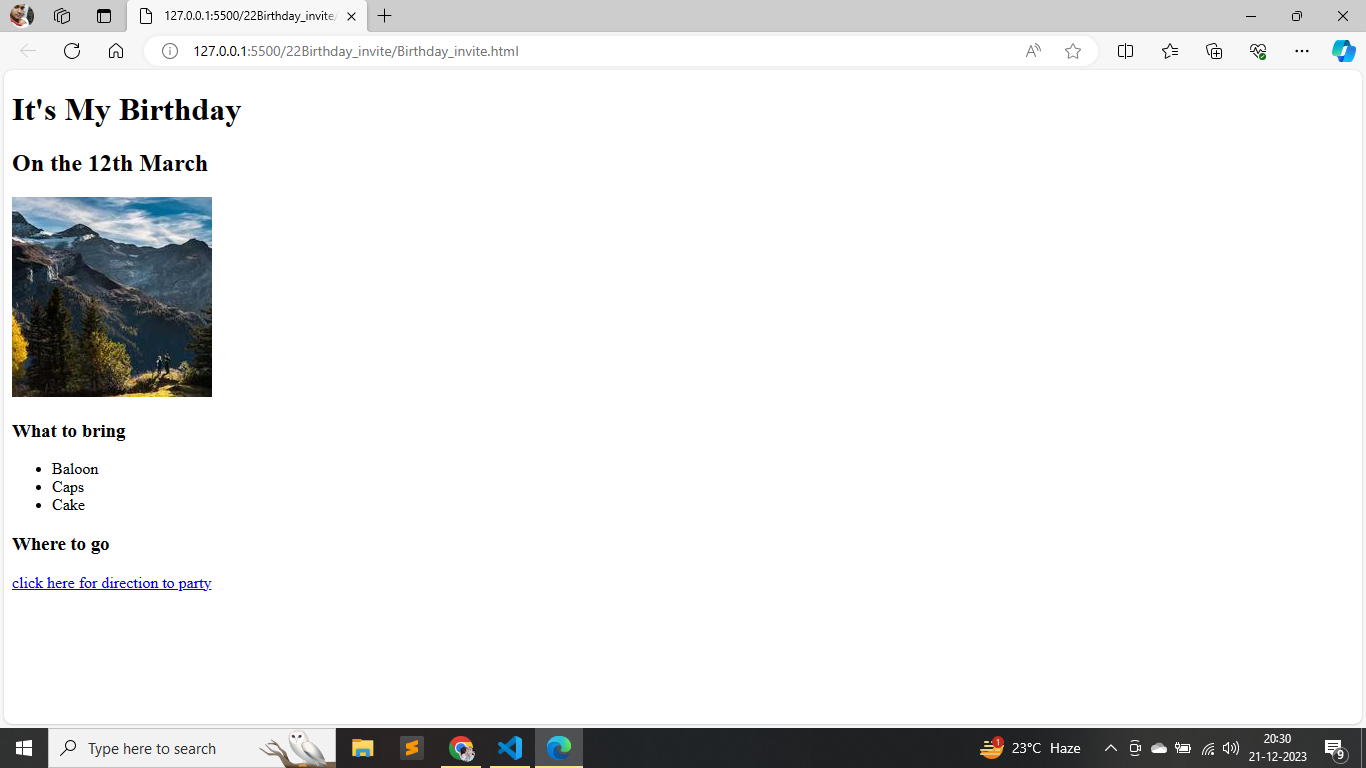 127.0.0.1:5500/22Birthday_invite/
127.0.0.1:5500/22Birthday_invite/Birthday_invite.html
It's My Birthday
On the 12th March
What to bring
Baloon
Caps
Cake
Where to go
click here for direction to party
Type here to search
1
23°C Haze
20:30
21-12-2023
9